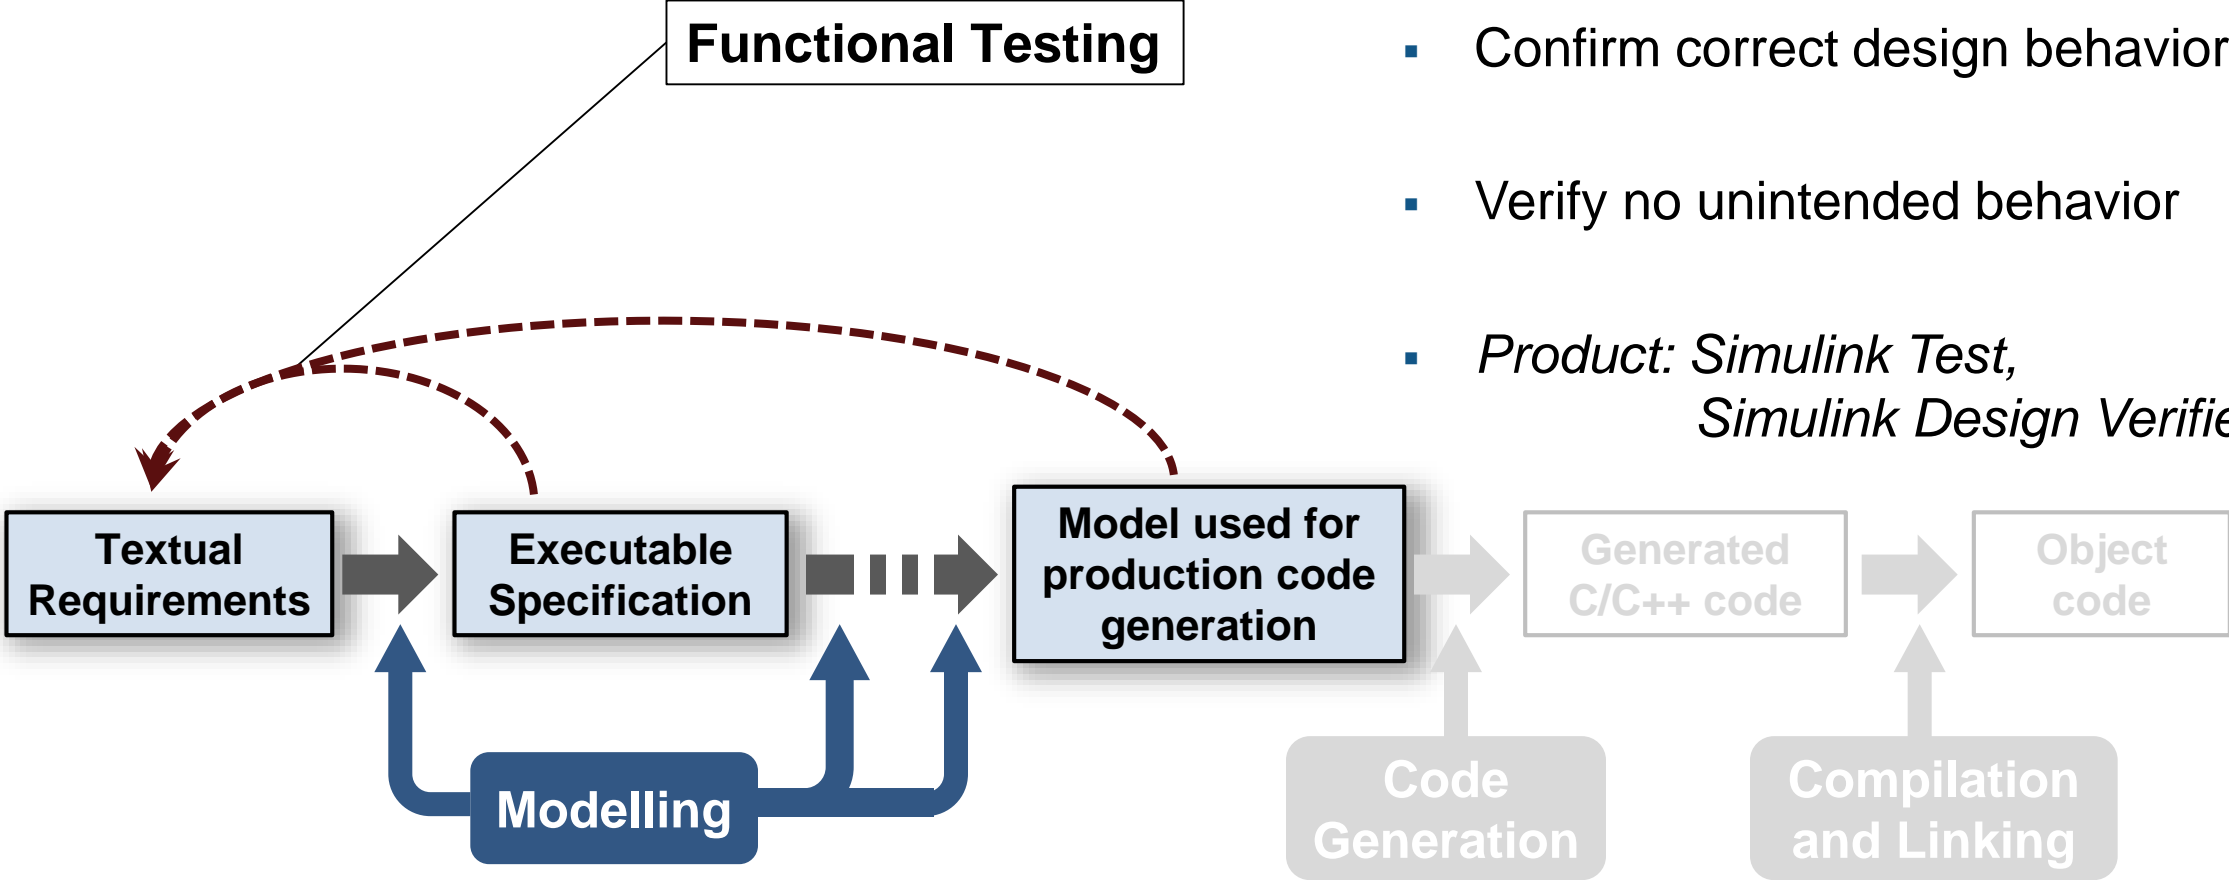 Functional Testing
Confirm correct design behavior
Verify no unintended behavior
Product: Simulink Test,
Simulink Design
Textual
Requirements
Executable
Specification
Model used for
production code
generation
Generated
C/C++ code
Object
code
Modelling
Code
Generation
Compilation
and Linking